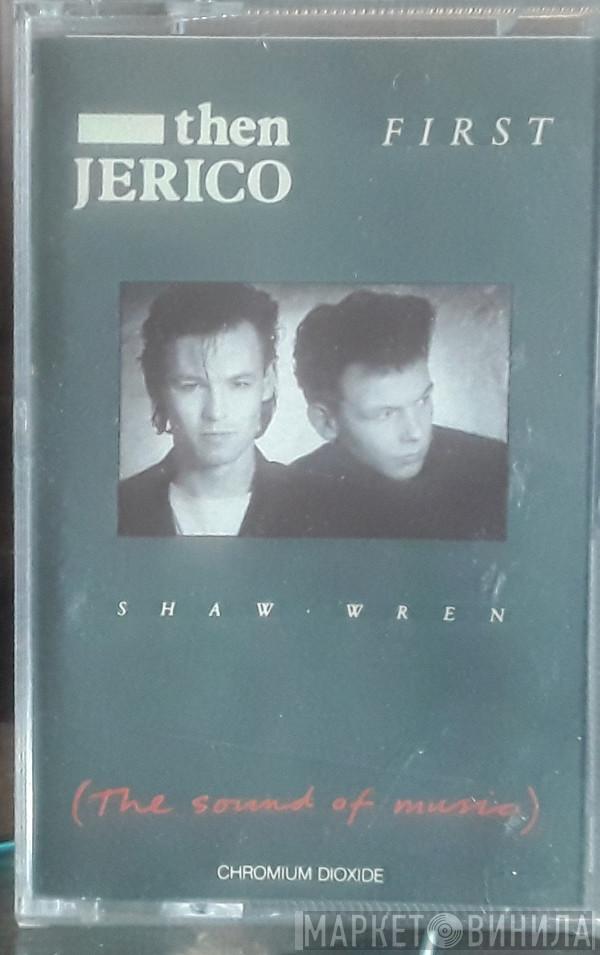 then FIRST
JERICO
SHAW · WREN
(The sound of music)
CHROMIUM DIOXIDE
МАРКЕТ ВИНИЛА